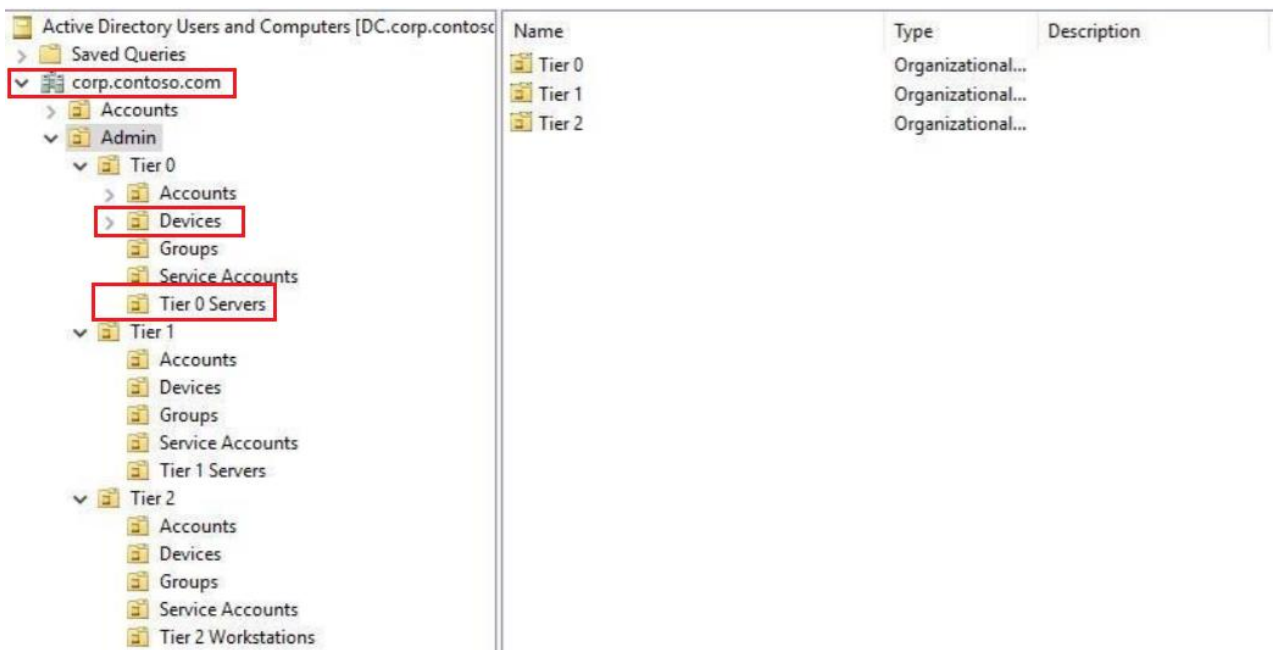 Active Directory Users and Computers [DC.corp.contoso
Saved Queries
corp.contoso.com
Accounts
Admin
Tier 0
Accounts
Devices
Groups
Service Accounts
Tier 0 Servers
Tier 1
Accounts
Devices
Groups
Service Accounts
Tier 1 Servers
Tier 2
Accounts
Devices
Groups
Service Accounts
Tier 2 Workstations
Name Type Description
Tier 0 Organizational...
Tier 1 Organizational...
Tier 2 Organizational...